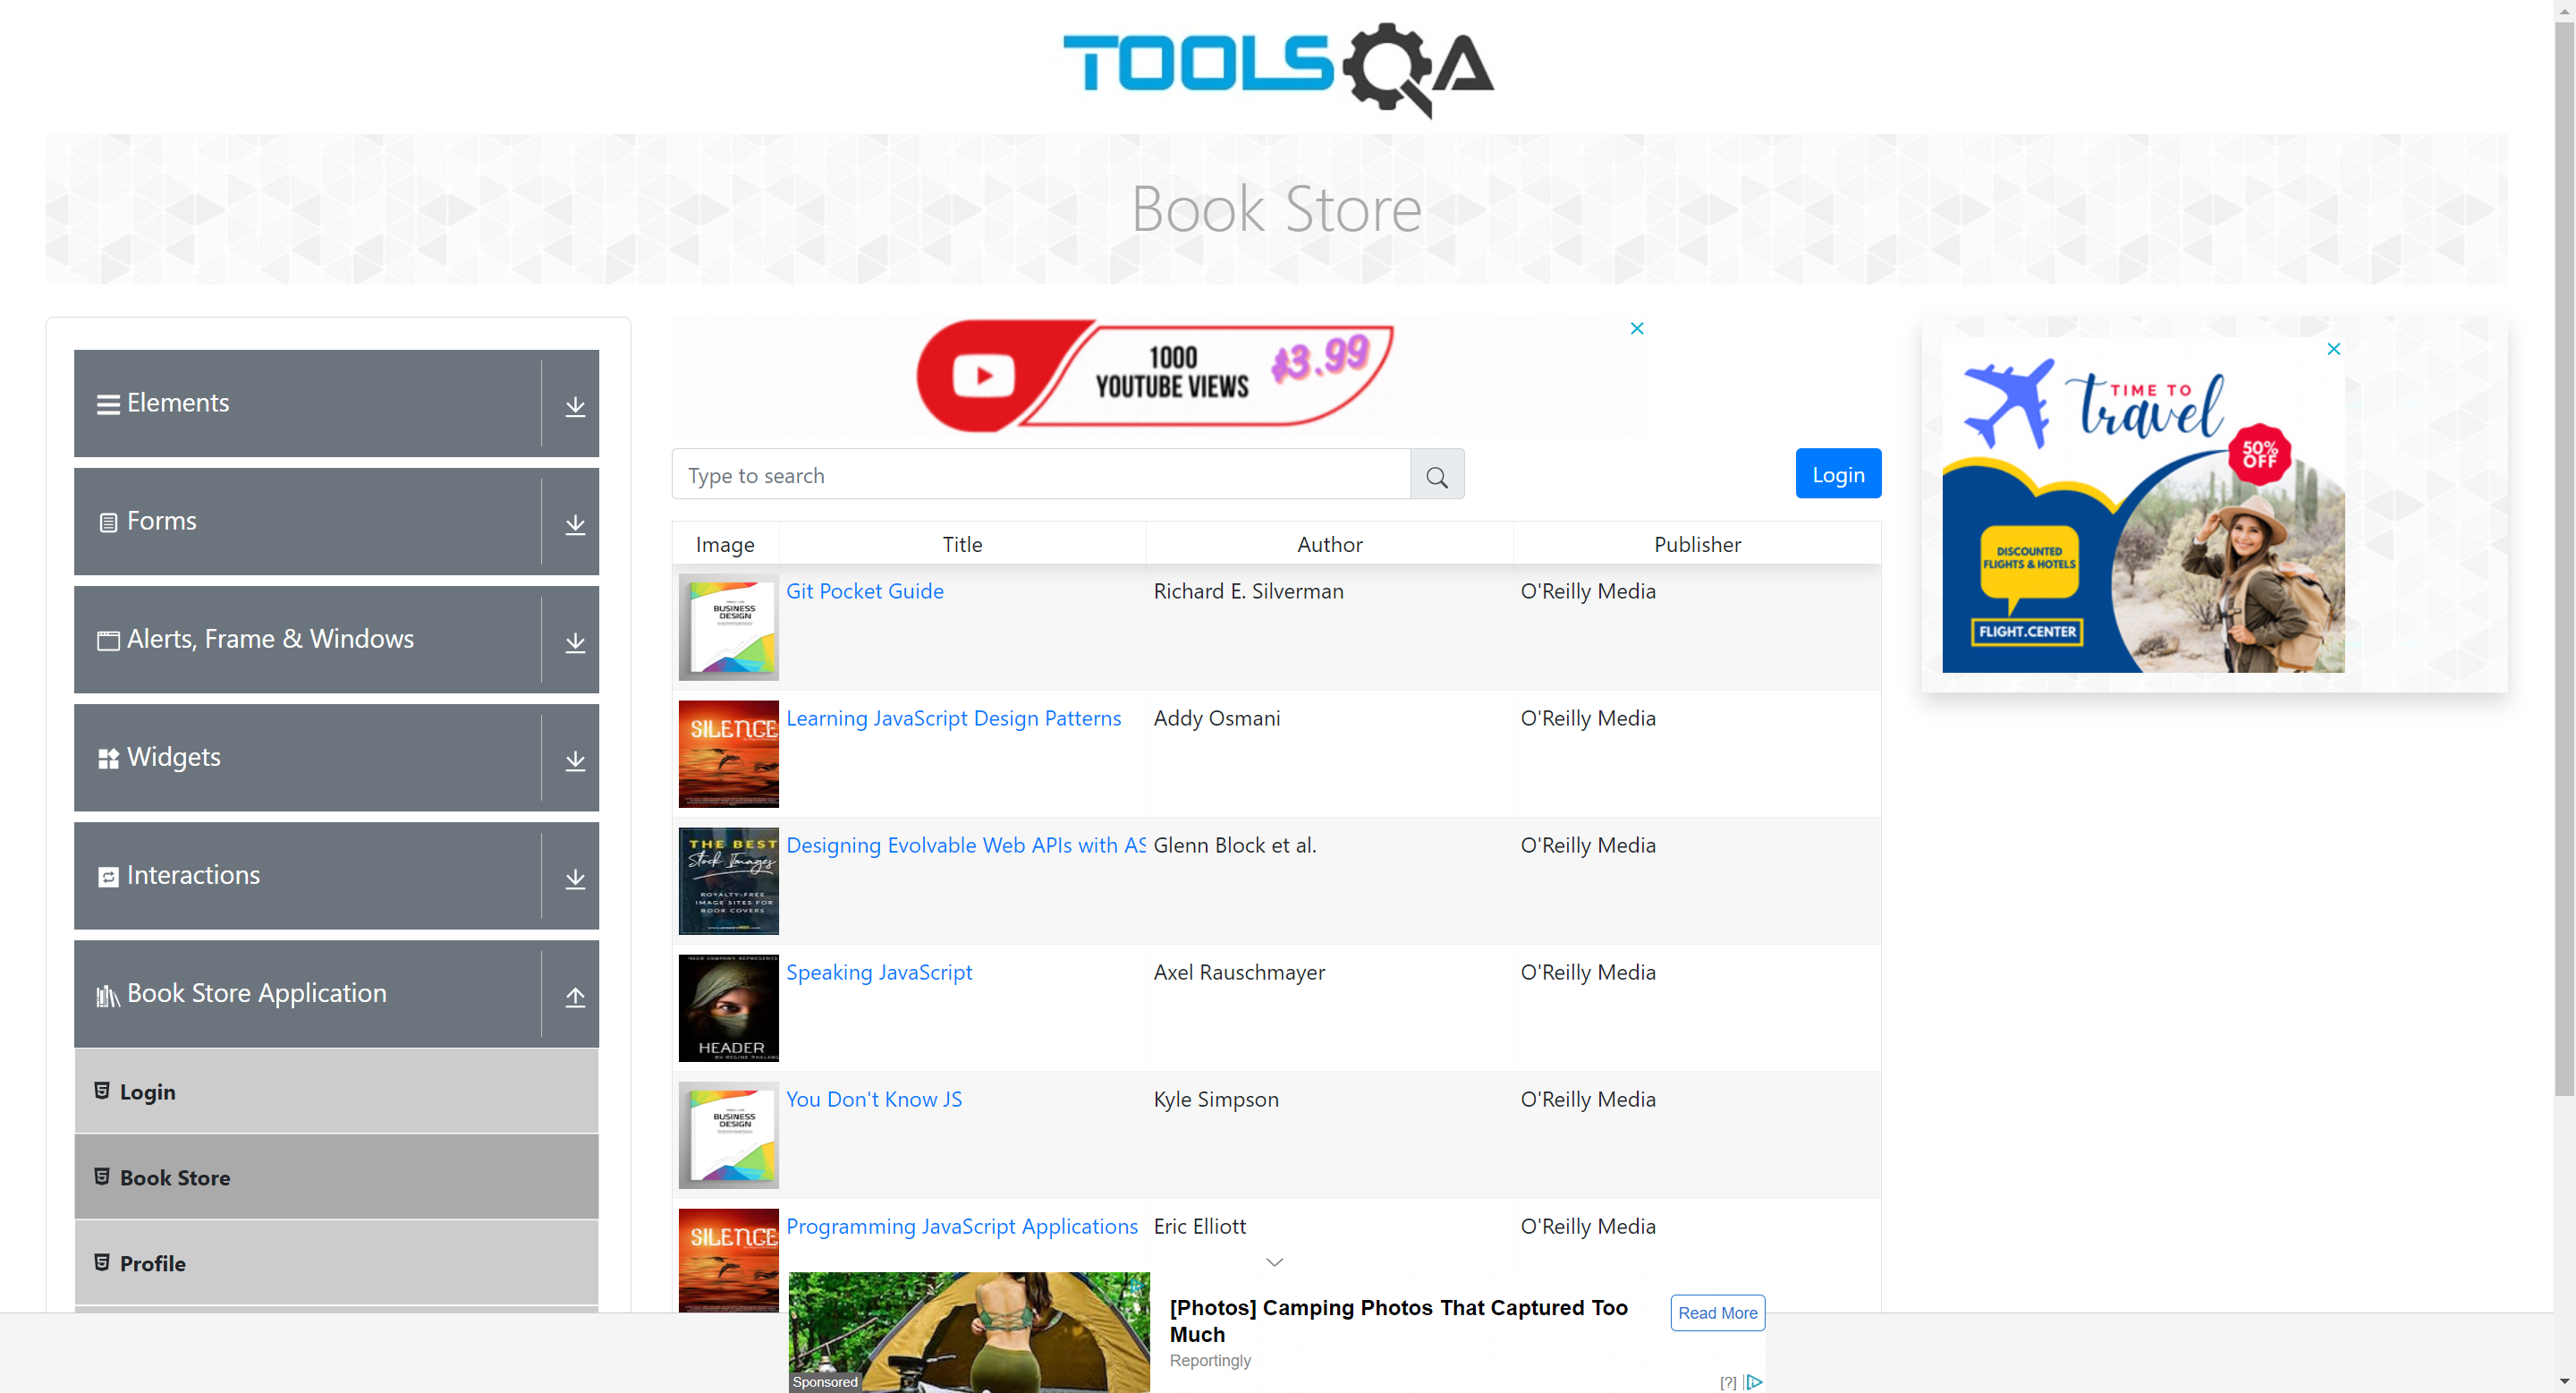 TOOLSQA
Book Store
Elements
Forms
Alerts, Frame & Windows
Widgets
Interactions
Book Store Application
Login
Book Store
Profile
1000
YOUTUBE VIEWS
$3.99
Type to search
Login
Image Title Author Publisher
BUSINESS
DESIGN
Git Pocket Guide Richard E. Silverman O'Reilly Media
SILENCE
Learning JavaScript Design Patterns Addy Osmani O'Reilly Media
THE BEST
Stock Images
ROYALTY-FREE
IMAGE SITES FOR
BOOK COVERS
Designing Evolvable Web APIs with AS Glenn Block et al. O'Reilly Media
YOUR COMPANY REPRESENTS
HEADER
Speaking JavaScript Axel Rauschmayer O'Reilly Media
BUSINESS
DESIGN
You Don't Know JS Kyle Simpson O'Reilly Media
SILENCE
Programming JavaScript Applications Eric Elliott O'Reilly Media
TIME TO
travel
50%
OFF
DISCOUNTED
FLIGHTS & HOTELS
FLIGHT.CENTER
[Photos] Camping Photos That Captured Too
Much
Reportingly
Read More
Sponsored
[?]